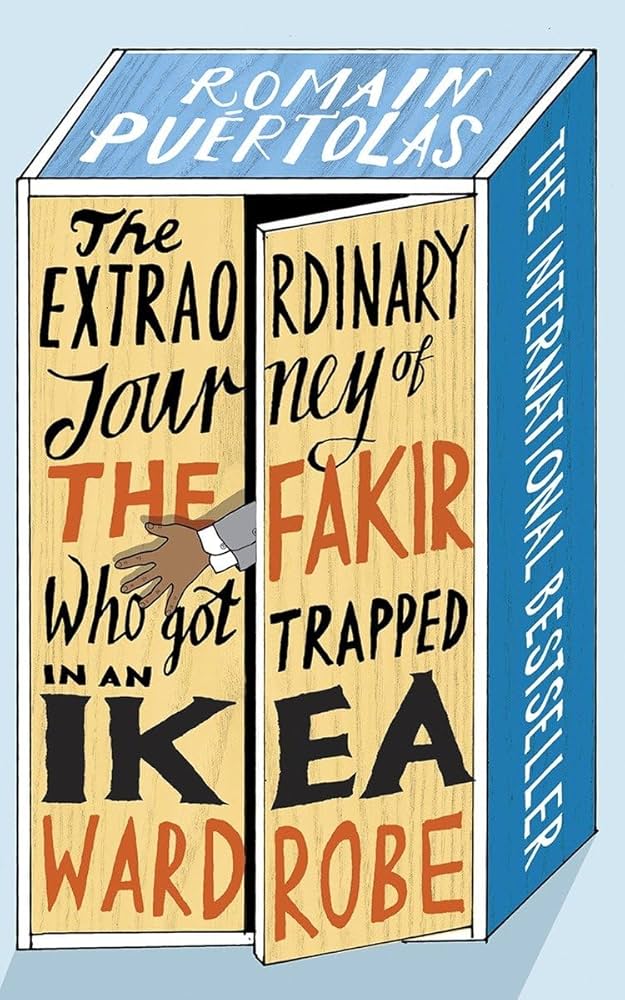 ROMAIN
PUÉRTOLAS
The
EXTRAORDINARY
Journey of
THE FAKIR
Who got TRAPPED
IN AN
IKEA
WARDROBE
THE INTERNATIONAL BESTSELLER